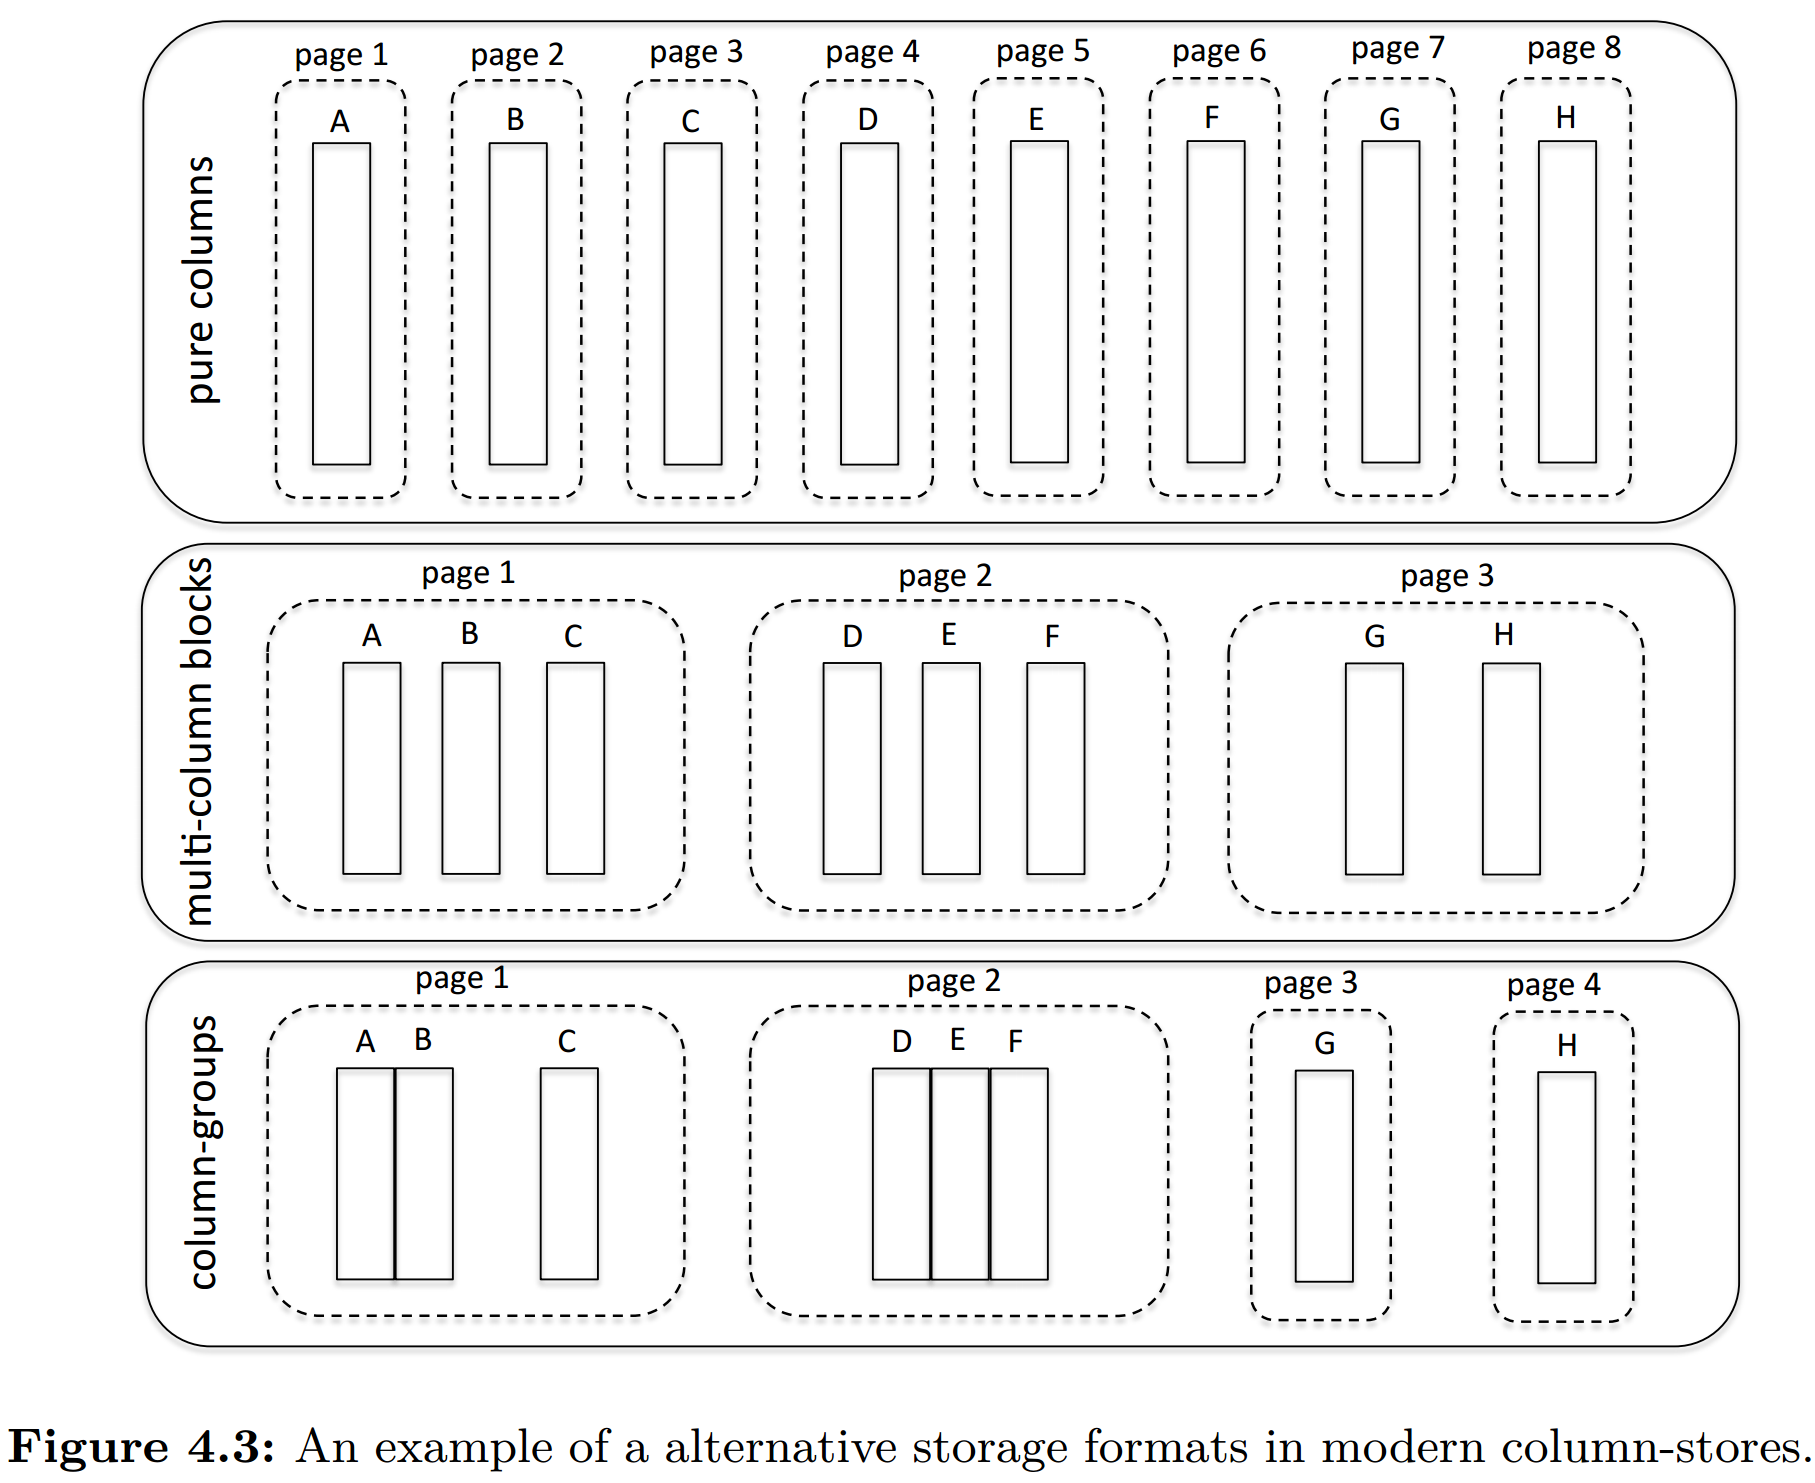 page 1 page 2 page 3 page 4 page 5 page 6 page 7 page 8
A B C D E F G H
pure columns
page 1 page 2 page 3
A B C D E F G H
multi-column blocks
page 1 page 2 page 3 page 4
A B C D E F G H
column-groups
Figure 4.3: An example of a alternative storage formats in modern column-stores.